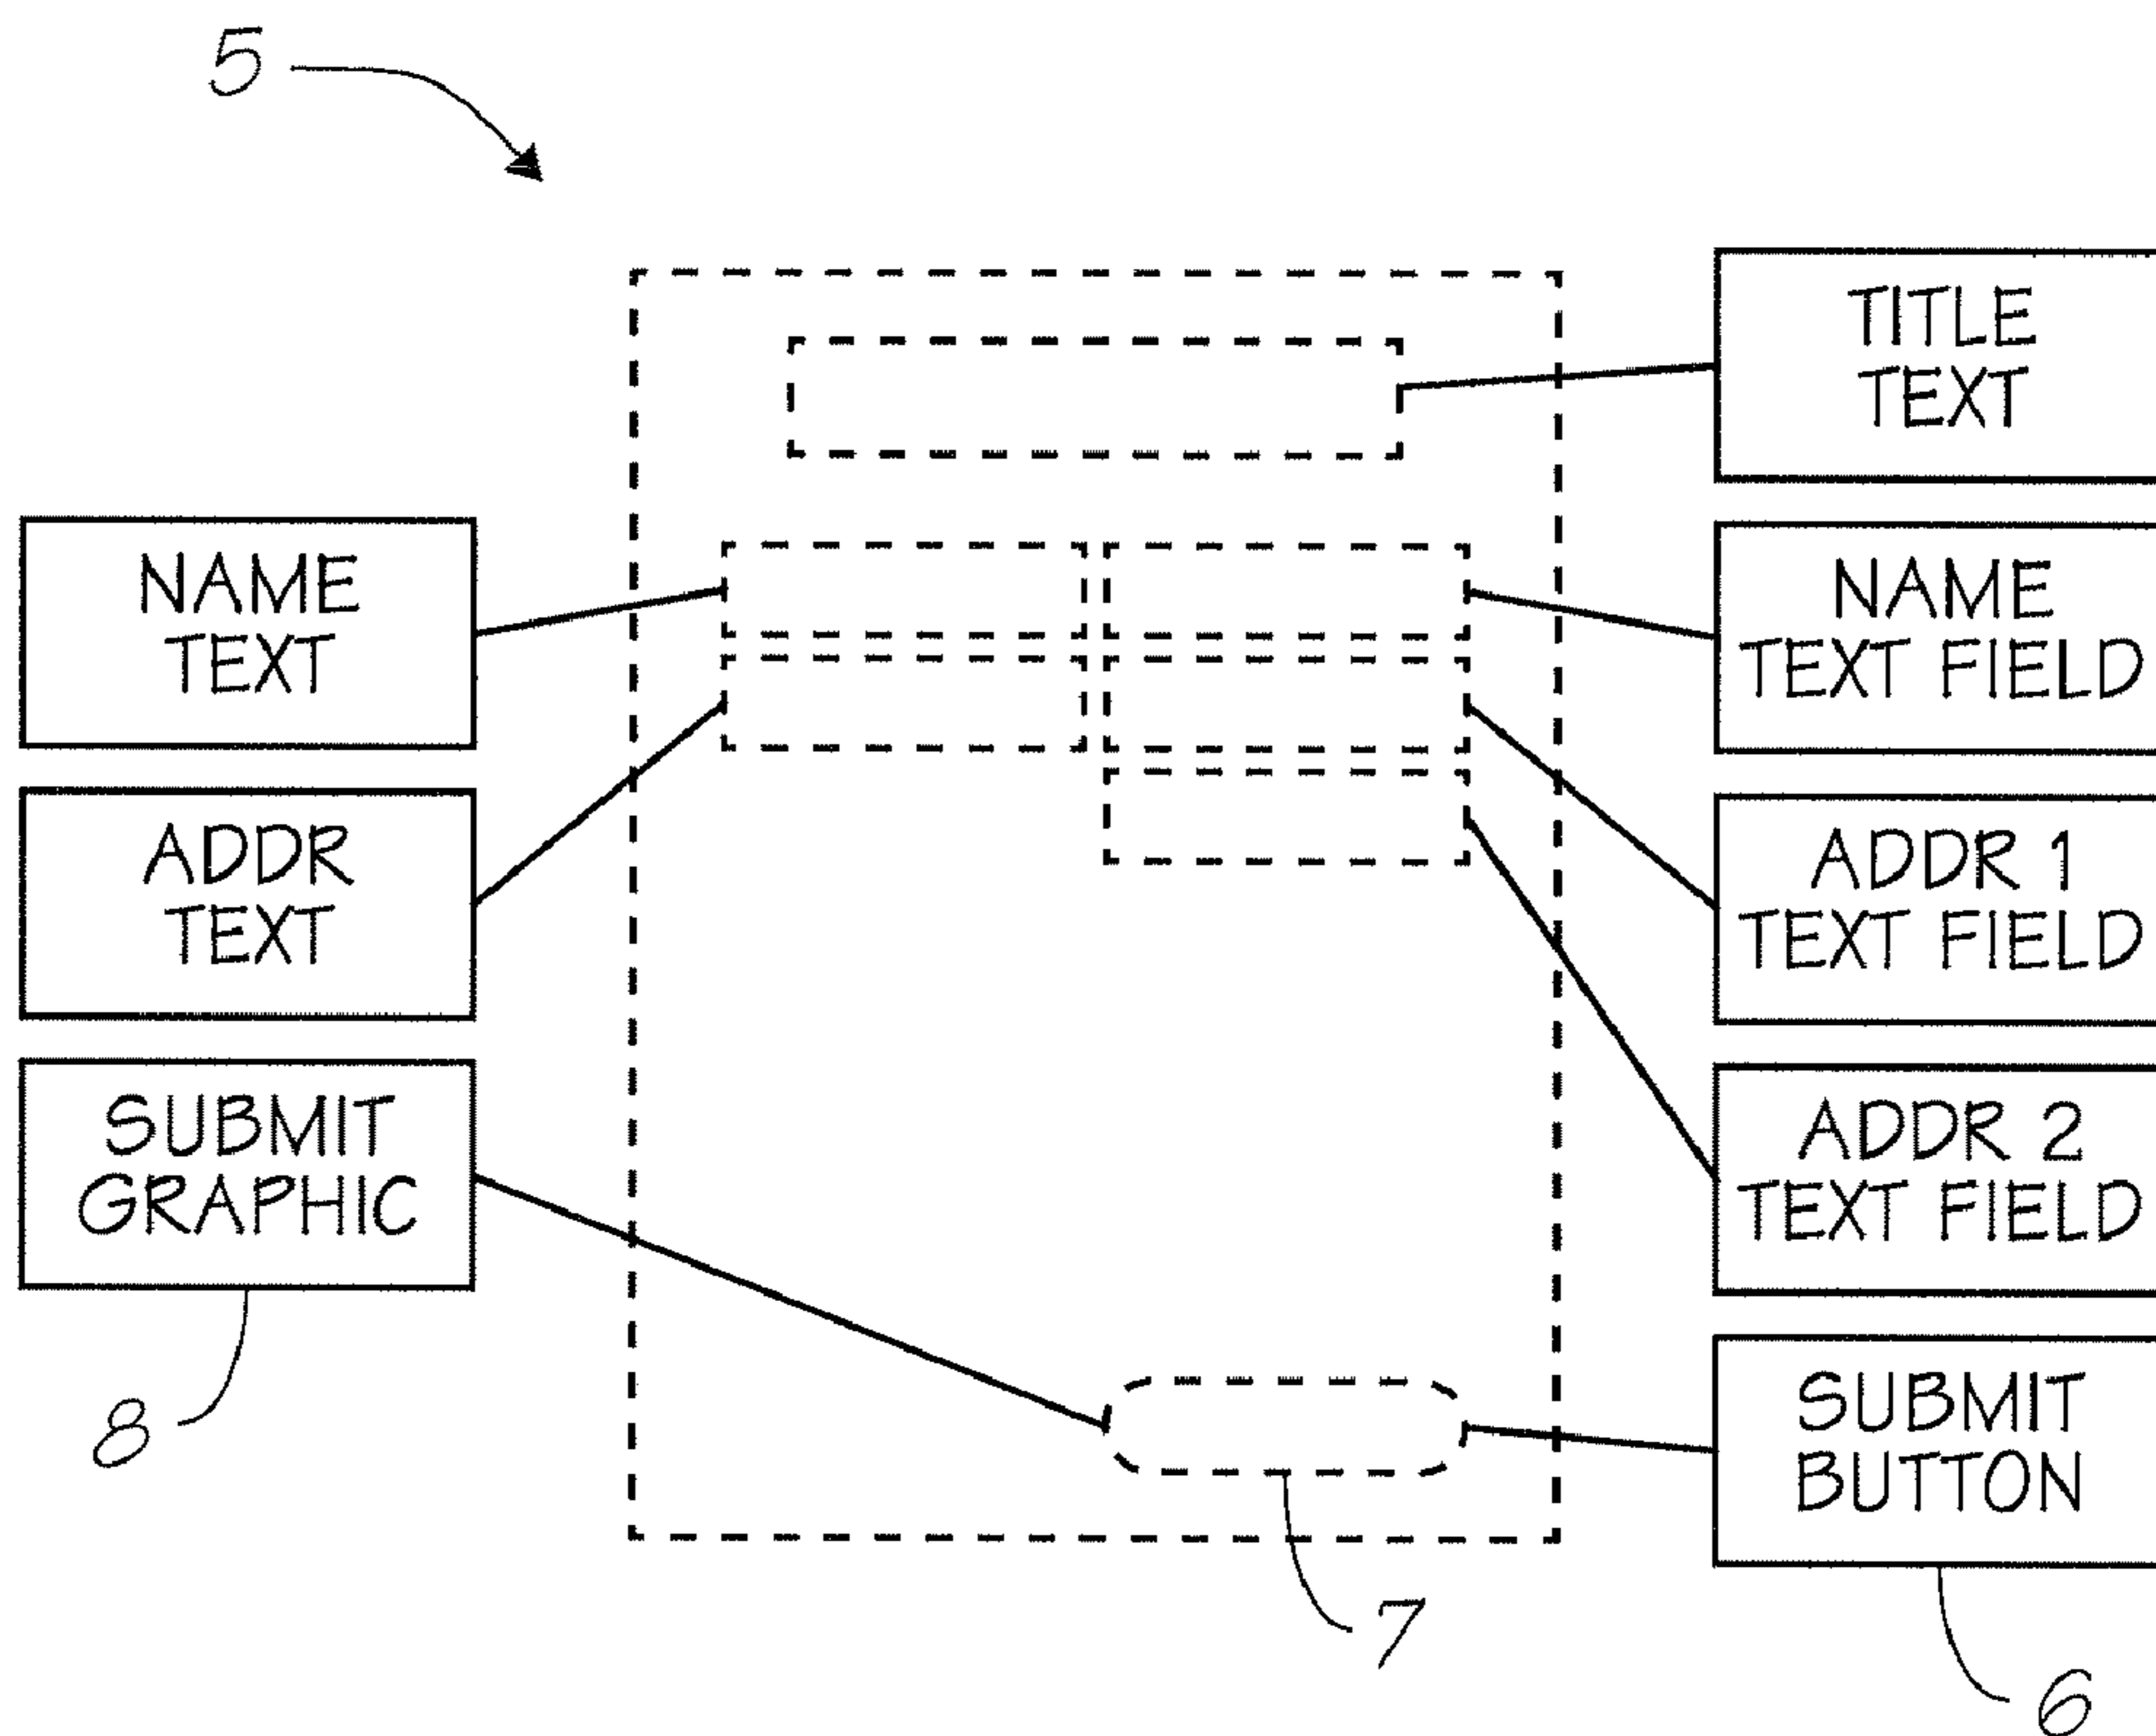 5
TITLE
TEXT
NAME
TEXT
NAME
TEXT FIELD
ADDR
TEXT
ADDR 1
TEXT FIELD
SUBMIT
GRAPHIC
ADDR 2
TEXT FIELD
SUBMIT
BUTTON
8
7
6